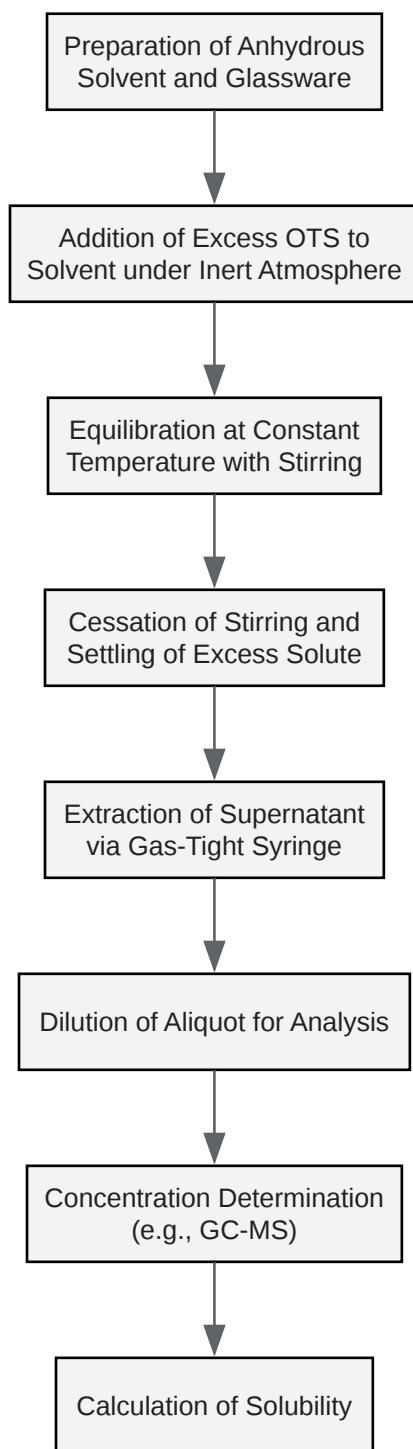 Preparation of Anhydrous
Solvent and Glassware
Addition of Excess OTS to
Solvent under Inert Atmosphere
Equilibration at Constant
Temperature with Stirring
Cessation of Stirring and
Settling of Excess Solute
Extraction of Supernatant
via Gas-Tight Syringe
Dilution of Aliquot for Analysis
Concentration Determination
(e.g., GC-MS)
Calculation of Solubility